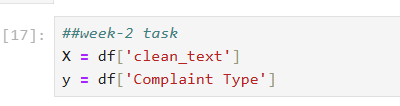 [17]: ##week-2 task
X = df['clean_text']
y = df['Complaint Type']